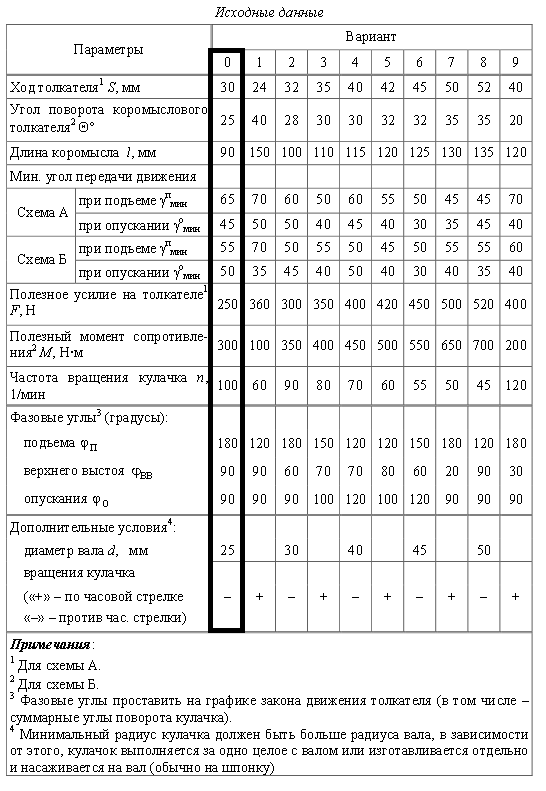 Исходные данные
Параметры Вариант
0 1 2 3 4 5 6 7 8 9
Ход толкателя¹ S, мм 30 24 32 35 40 42 45 50 52 40
Угол поворота коромыслового
толкателя² Θ° 25 40 28 30 30 32 32 35 35 20
Длина коромысла l, мм 90 150 100 110 115 120 125 130 135 120
Мин. угол передачи движения
Схема А при подъеме γᵖмин 65 70 60 50 60 55 50 45 45 70
при опускании γᵒмин 45 50 50 40 45 40 30 35 45 40
Схема Б при подъеме γᵖмин 55 70 50 55 50 45 50 55 55 60
при опускании γᵒмин 50 35 45 40 50 40 30 40 35 40
Полезное усилие на толкателе¹
F, Н 250 360 300 350 400 420 450 500 520 400
Полезный момент сопротивле-
ния² М, Н·м 300 100 350 400 450 500 550 650 700 200
Частота вращения кулачка n,
1/мин 100 60 90 80 70 60 55 50 45 120
Фазовые углы³ (градусы):
подъема φП 180 120 180 150 120 120 150 180 120 180
верхнего выстоя φВВ 90 90 60 70 70 80 60 20 90 30
опускания φО 90 90 90 100 120 100 120 90 90 90
Дополнительные условия⁴:
диаметр вала d, мм 25 30 40 45 50
вращения кулачка
(«+» – по часовой стрелке – + – + – + – + – +
«–» – против час. стрелки)
Примечания:
¹ Для схемы А.
² Для схемы Б.
³ Фазовые углы проставить на графике закона движения толкателя (в том числе –
суммарные углы поворота кулачка).
⁴ Минимальный радиус кулачка должен быть больше радиуса вала, в зависимости
от этого, кулачок выполняется за одно целое с валом или изготавливается отдельно
и насаживается на вал (обычно на шпонку)